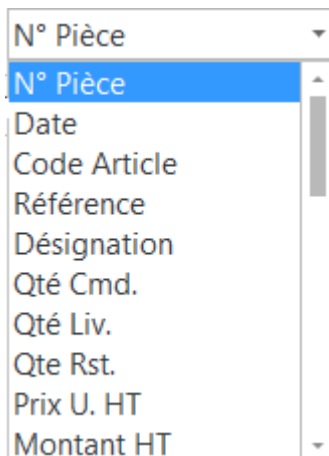 N° Pièce
N° Pièce
Date
Code Article
Référence
Désignation
Qté Cmd.
Qté Liv.
Qte Rst.
Prix U. HT
Montant HT